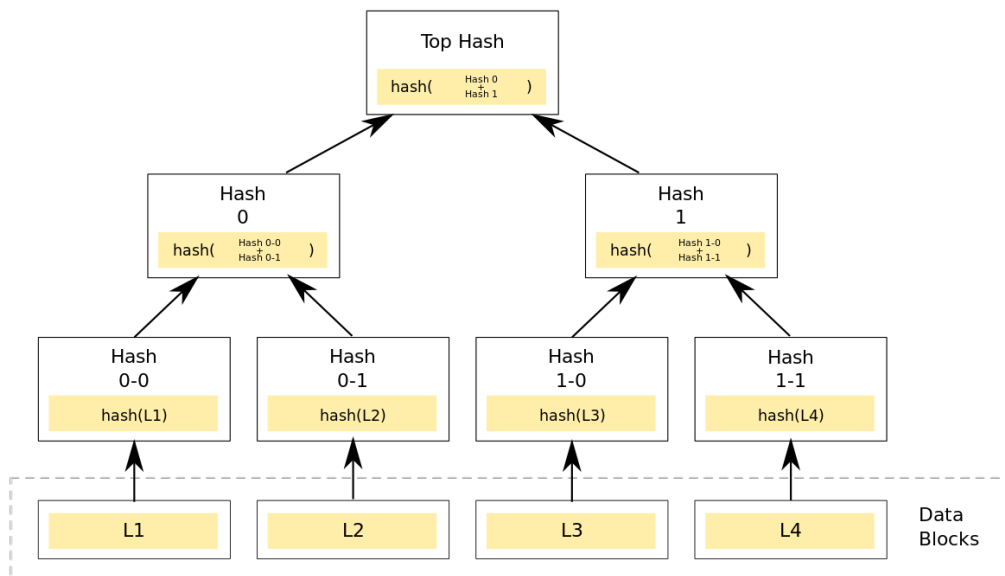 Top Hash
hash( Hash 0 + Hash 1 )
Hash
0
hash( Hash 0-0 + Hash 0-1 )
Hash
1
hash( Hash 1-0 + Hash 1-1 )
Hash
0-0
hash(L1)
Hash
0-1
hash(L2)
Hash
1-0
hash(L3)
Hash
1-1
hash(L4)
L1
L2
L3
L4
Data
Blocks